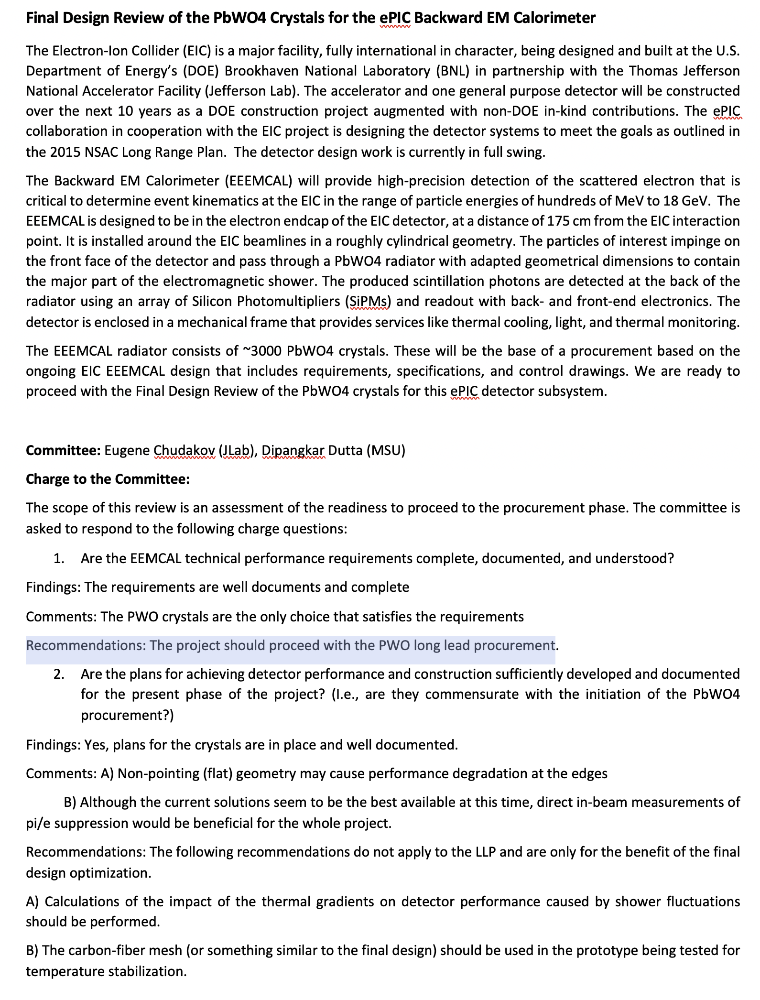 Final Design Review of the PbWO4 Crystals for the ePIC Backward EM Calorimeter
The Electron-Ion Collider (EIC) is a major facility, fully international in character, being designed and built at the U.S.
Department of Energy's (DOE) Brookhaven National Laboratory (BNL) in partnership with the Thomas Jefferson
National Accelerator Facility (Jefferson Lab). The accelerator and one general purpose detector will be constructed
over the next 10 years as a DOE construction project augmented with non-DOE in-kind contributions. The ePIC
collaboration in cooperation with the EIC project is designing the detector systems to meet the goals as outlined in
the 2015 NSAC Long Range Plan.  The detector design work is currently in full swing.
The Backward EM Calorimeter (EEEMCAL) will provide high-precision detection of the scattered electron that is
critical to determine event kinematics at the EIC in the range of particle energies of hundreds of MeV to 18 GeV.  The
EEEMCAL is designed to be in the electron endcap of the EIC detector, at a distance of 175 cm from the EIC interaction
point. It is installed around the EIC beamlines in a roughly cylindrical geometry. The particles of interest impinge on
the front face of the detector and pass through a PbWO4 radiator with adapted geometrical dimensions to contain
the major part of the electromagnetic shower. The produced scintillation photons are detected at the back of the
radiator using an array of Silicon Photomultipliers (SiPMs) and readout with back- and front-end electronics. The
detector is enclosed in a mechanical frame that provides services like thermal cooling, light, and thermal monitoring.
The EEEMCAL radiator consists of ~3000 PbWO4 crystals. These will be the base of a procurement based on the
ongoing EIC EEEMCAL design that includes requirements, specifications, and control drawings. We are ready to
proceed with the Final Design Review of the PbWO4 crystals for this ePIC detector subsystem.
Committee: Eugene Chudakov (JLab), Dipangkar Dutta (MSU)
Charge to the Committee:
The scope of this review is an assessment of the readiness to proceed to the procurement phase. The committee is
asked to respond to the following charge questions:
1. Are the EEMCAL technical performance requirements complete, documented, and understood?
Findings: The requirements are well documents and complete
Comments: The PWO crystals are the only choice that satisfies the requirements
Recommendations: The project should proceed with the PWO long lead procurement.
2. Are the plans for achieving detector performance and construction sufficiently developed and documented
for the present phase of the project? (I.e., are they commensurate with the initiation of the PbWO4
procurement?)
Findings: Yes, plans for the crystals are in place and well documented.
Comments: A) Non-pointing (flat) geometry may cause performance degradation at the edges
B) Although the current solutions seem to be the best available at this time, direct in-beam measurements of
pi/e suppression would be beneficial for the whole project.
Recommendations: The following recommendations do not apply to the LLP and are only for the benefit of the final
design optimization.
A) Calculations of the impact of the thermal gradients on detector performance caused by shower fluctuations
should be performed.
B) The carbon-fiber mesh (or something similar to the final design) should be used in the prototype being tested for
temperature stabilization.